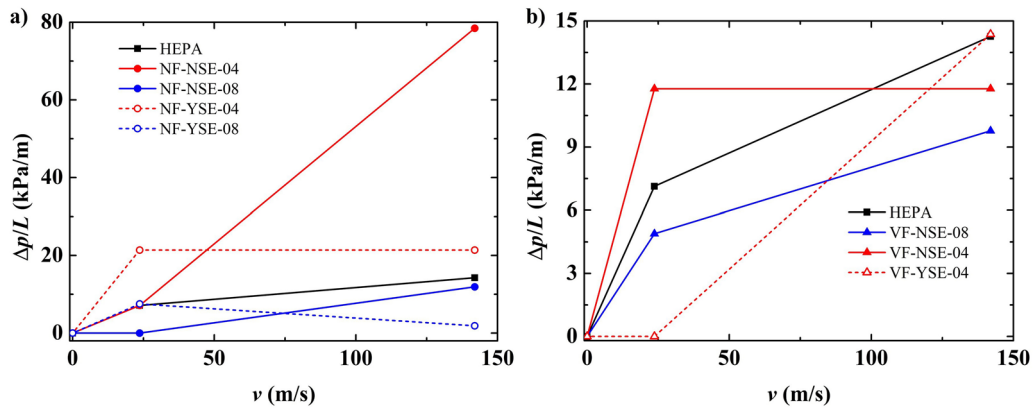 a)
80
60
40
20
0
Δp/L (kPa/m)
HEPA
NF-NSE-04
NF-NSE-08
NF-YSE-04
NF-YSE-08
0 50 100 150
v (m/s)
b)
15
12
9
6
3
0
Δp/L (kPa/m)
HEPA
VF-NSE-08
VF-NSE-04
VF-YSE-04
0 50 100 150
v (m/s)